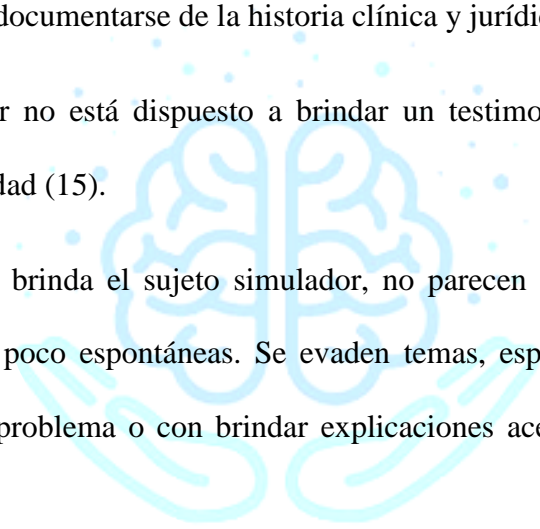 documentarse de la historia clínica y jurídic
r no está dispuesto a brindar un testimo
dad (15).
brinda el sujeto simulador, no parecen
poco espontáneas. Se evaden temas, esp
problema o con brindar explicaciones ace